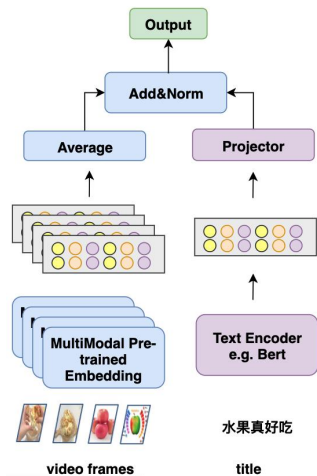 Output
Add&Norm
Average
Projector
MultiModal Pre-
trained
Embedding
Text Encoder
e.g. Bert
水果真好吃
video frames
title